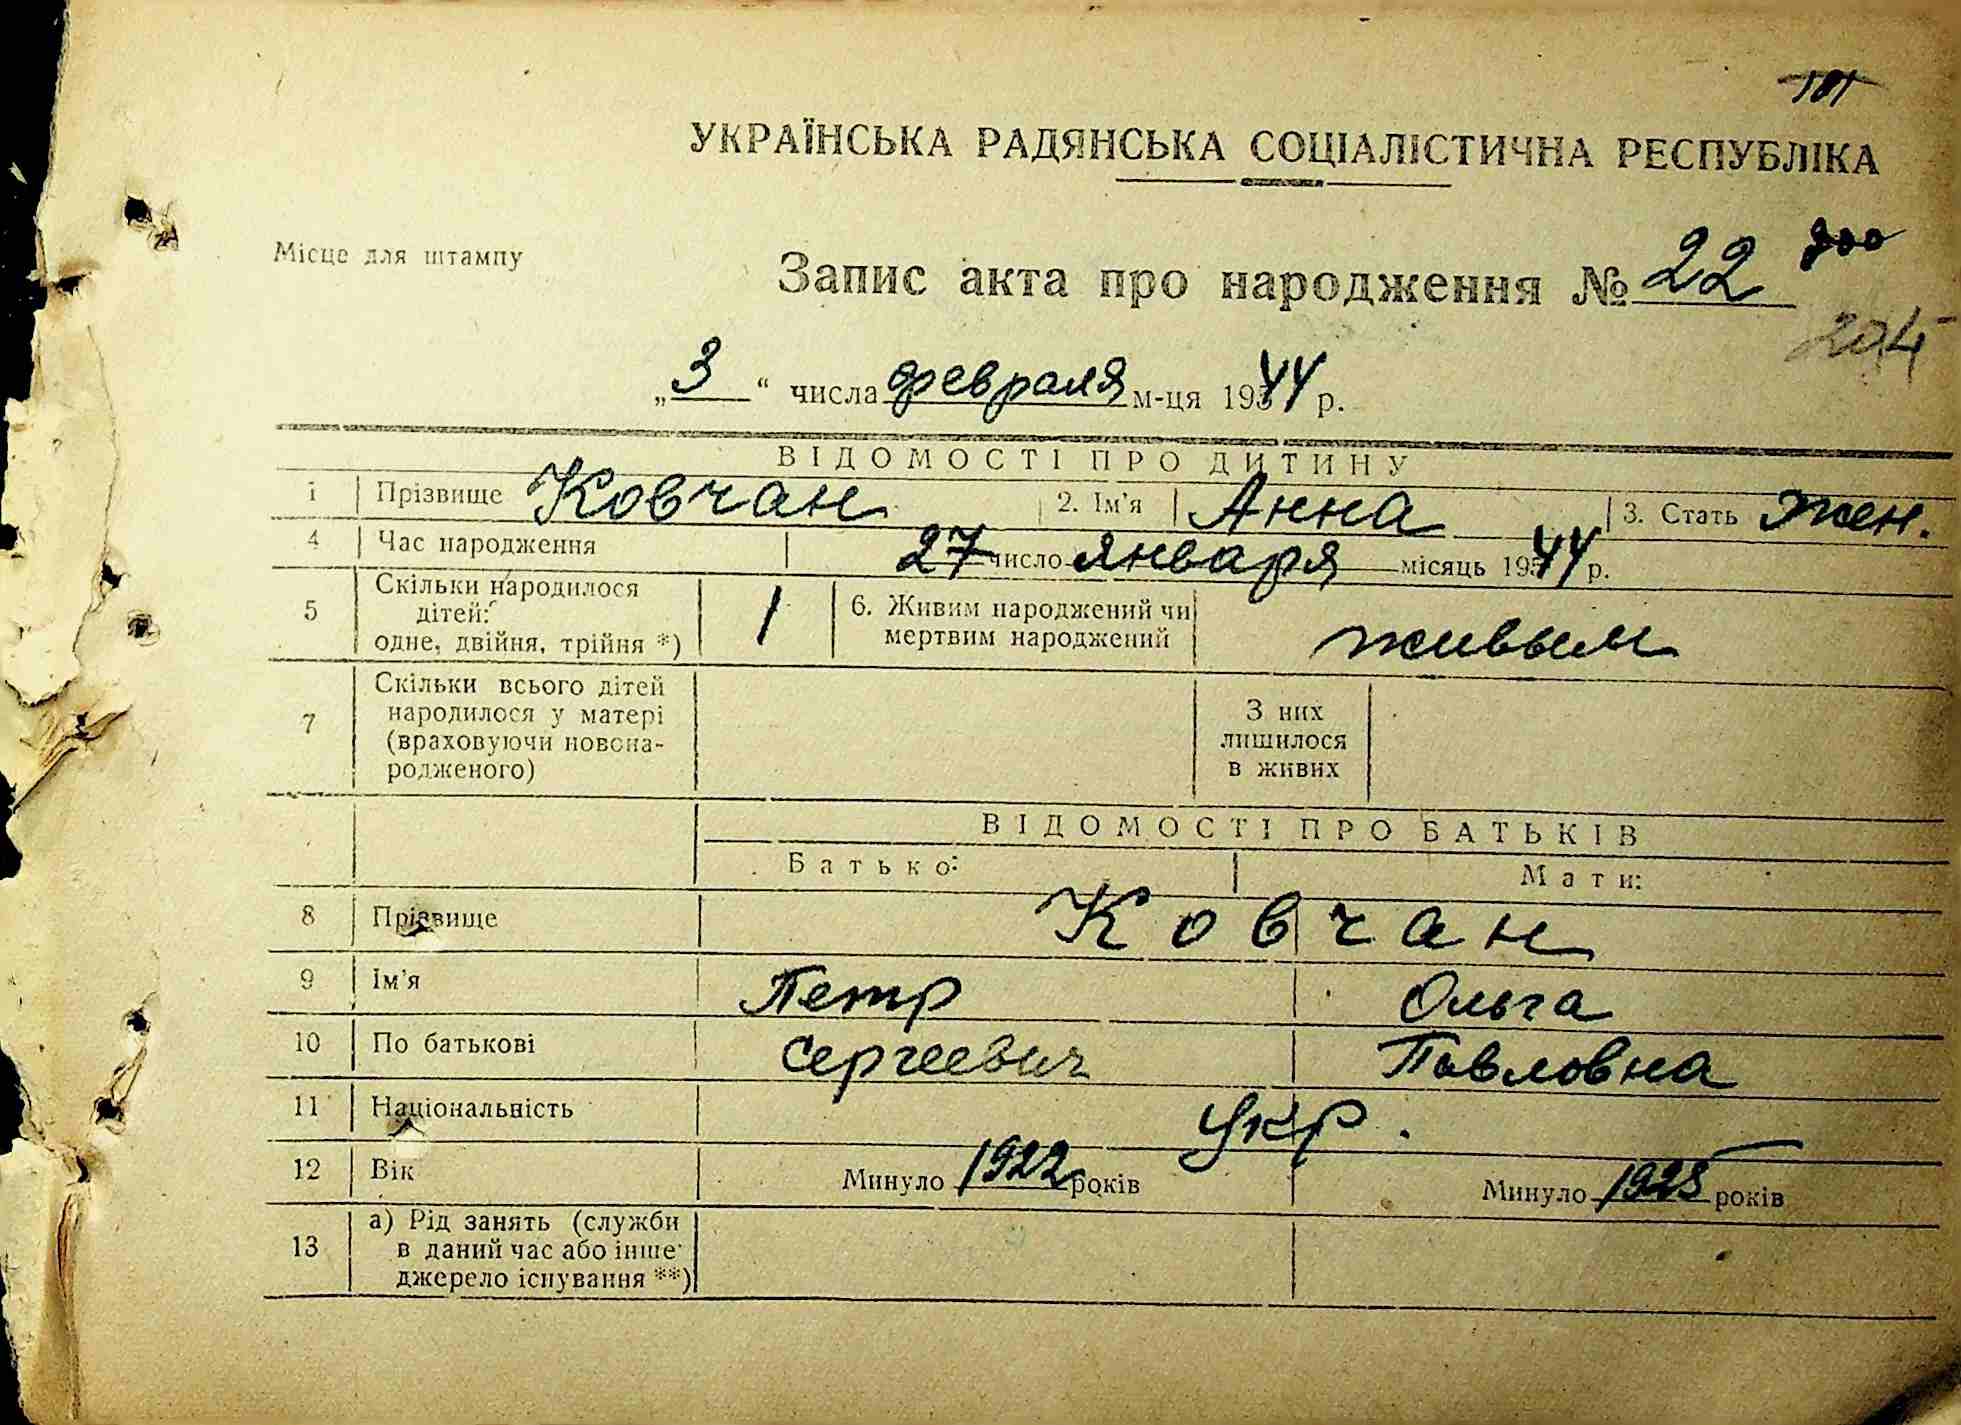 УКРАЇНСЬКА РАДЯНСЬКА СОЦІАЛІСТИЧНА РЕСПУБЛІКА
Місце для штампу
Запис акта про народження № 22
204
„3“ числа февраля м-ця 1944 р.
ВІДОМОСТІ ПРО ДИТИНУ
1 Прізвище Ковчан 2. Ім'я Анна 3. Стать жен.
4 Час народження 27 число января місяць 1944 р.
5 Скільки народилося дітей: одне, двійня, трійня *) 1 6. Живим народжений чи мертвим народжений живым
7 Скільки всього дітей народилося у матері (враховуючи новона-родженого) З них лишилося в живих
ВІДОМОСТІ ПРО БАТЬКІВ
Батько: Мати:
8 Прізвище Ковчан
9 Ім'я Петр Ольга
10 По батькові Сергеевич Павловна
11 Національність Укр.
12 Вік Минуло 1922 років Минуло 1925 років
13 а) Рід занять (служби в даний час або інше джерело існування **)